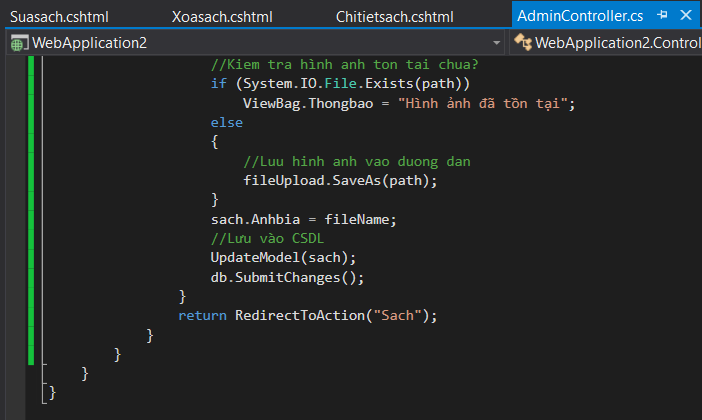 Suasach.cshtml Xoasach.cshtml Chitietsach.cshtml AdminController.cs
WebApplication2 WebApplication2.Control
//Kiem tra hình anh ton tai chua?
if (System.IO.File.Exists(path))
ViewBag.Thongbao = "Hình ảnh đã tồn tại";
else
{
//Luu hinh anh vao duong dan
fileUpload.SaveAs(path);
}
sach.Anhbia = fileName;
//Lưu vào CSDL
UpdateModel(sach);
db.SubmitChanges();
}
return RedirectToAction("Sach");
}
}
}
}